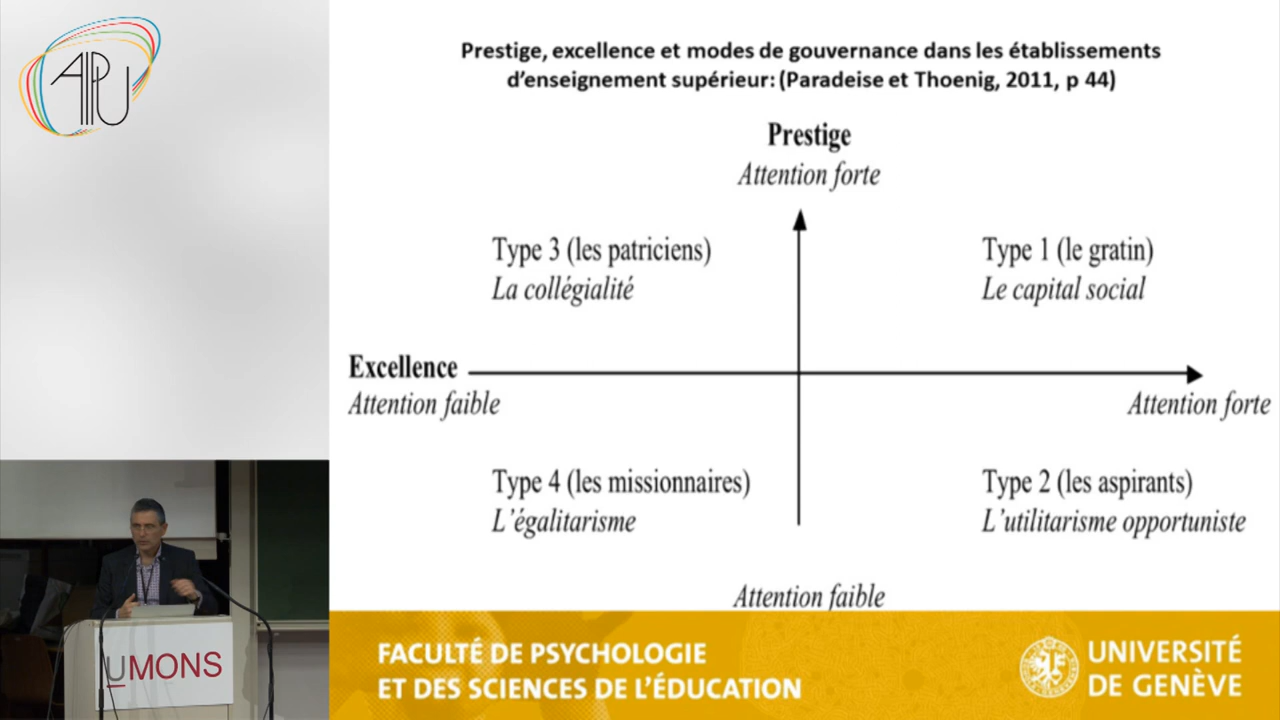 AIPU
Prestige, excellence et modes de gouvernance dans les établissements
d'enseignement supérieur: (Paradeise et Thoenig, 2011, p 44)
Prestige
Attention forte
Type 3 (les patriciens)
La collégialité
Type 1 (le gratin)
Le capital social
Excellence
Attention faible
Attention forte
Type 4 (les missionnaires)
L'égalitarisme
Type 2 (les aspirants)
L'utilitarisme opportuniste
Attention faible
UMONS
FACULTÉ DE PSYCHOLOGIE
ET DES SCIENCES DE L'ÉDUCATION
UNIVERSITÉ
DE GENÈVE